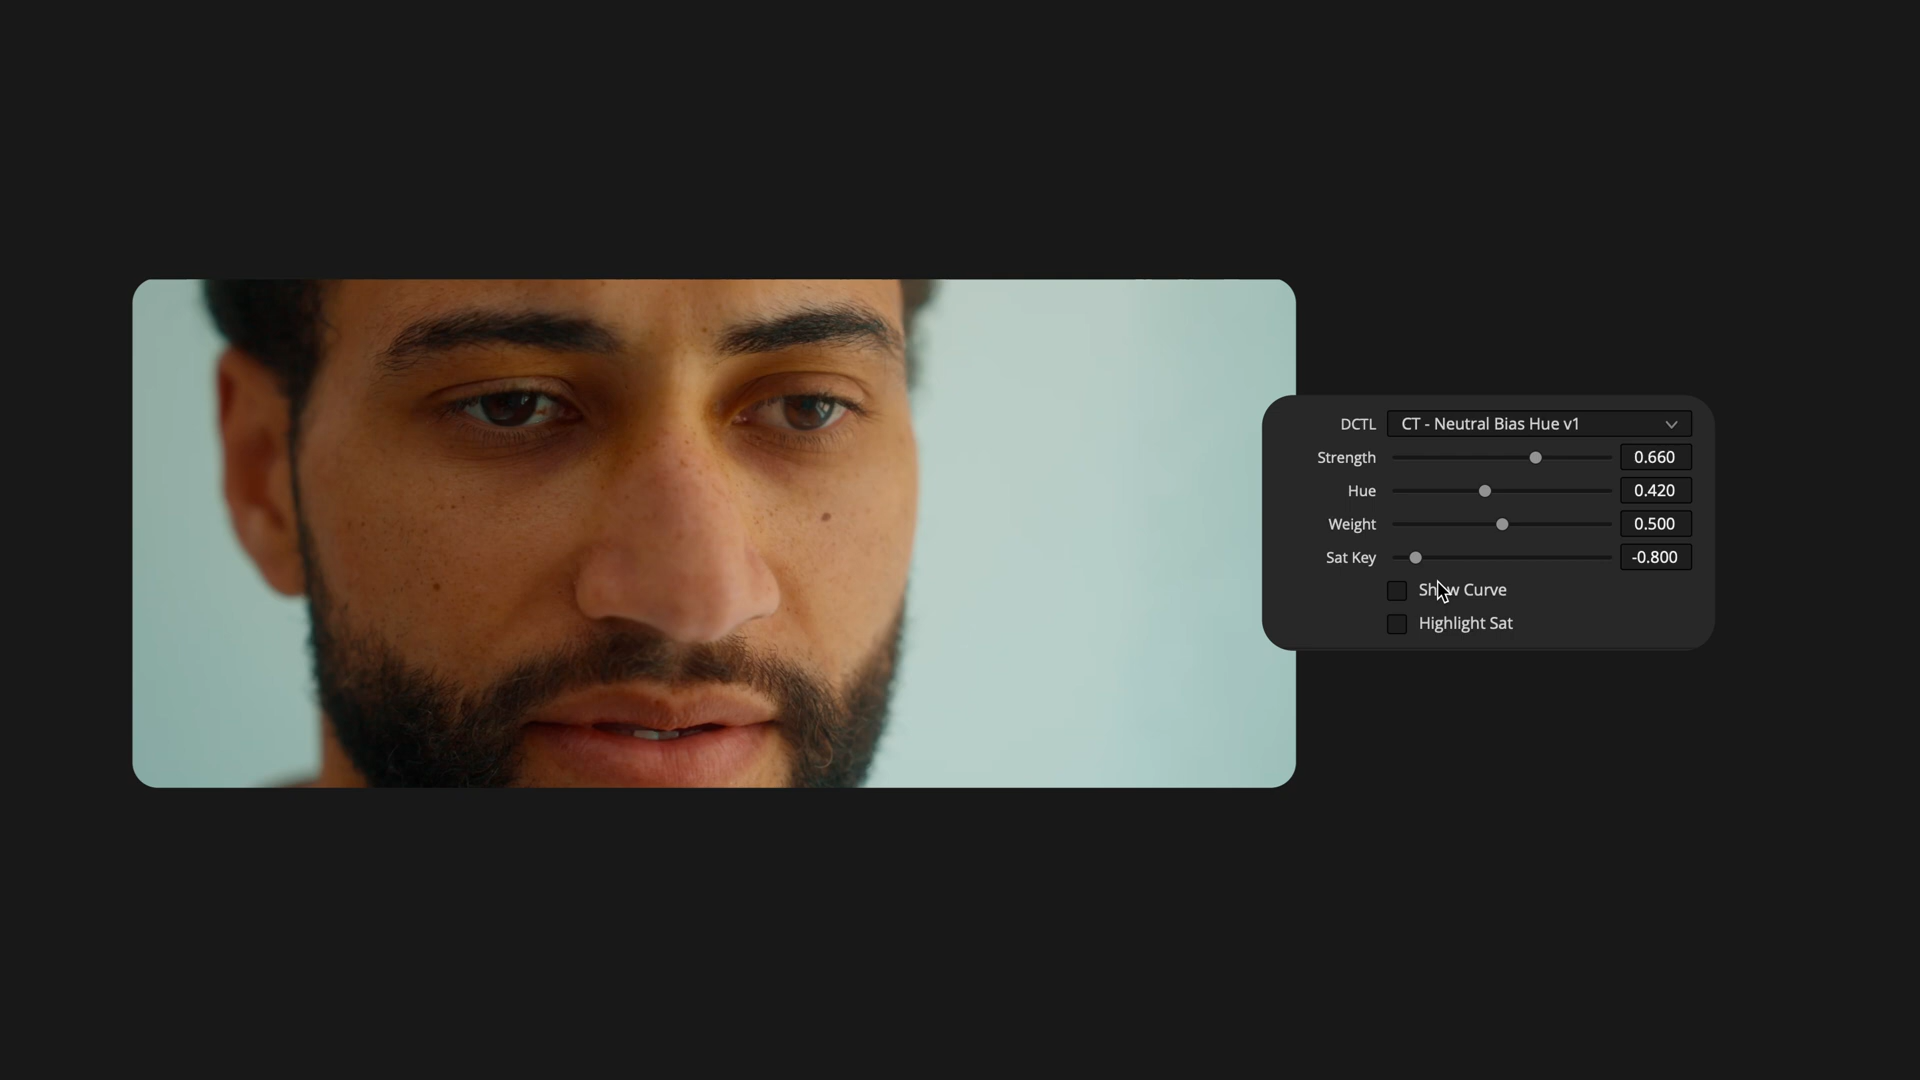 DCTL CT - Neutral Bias Hue v1
Strength 0.660
Hue 0.420
Weight 0.500
Sat Key -0.800
Show Curve
Highlight Sat